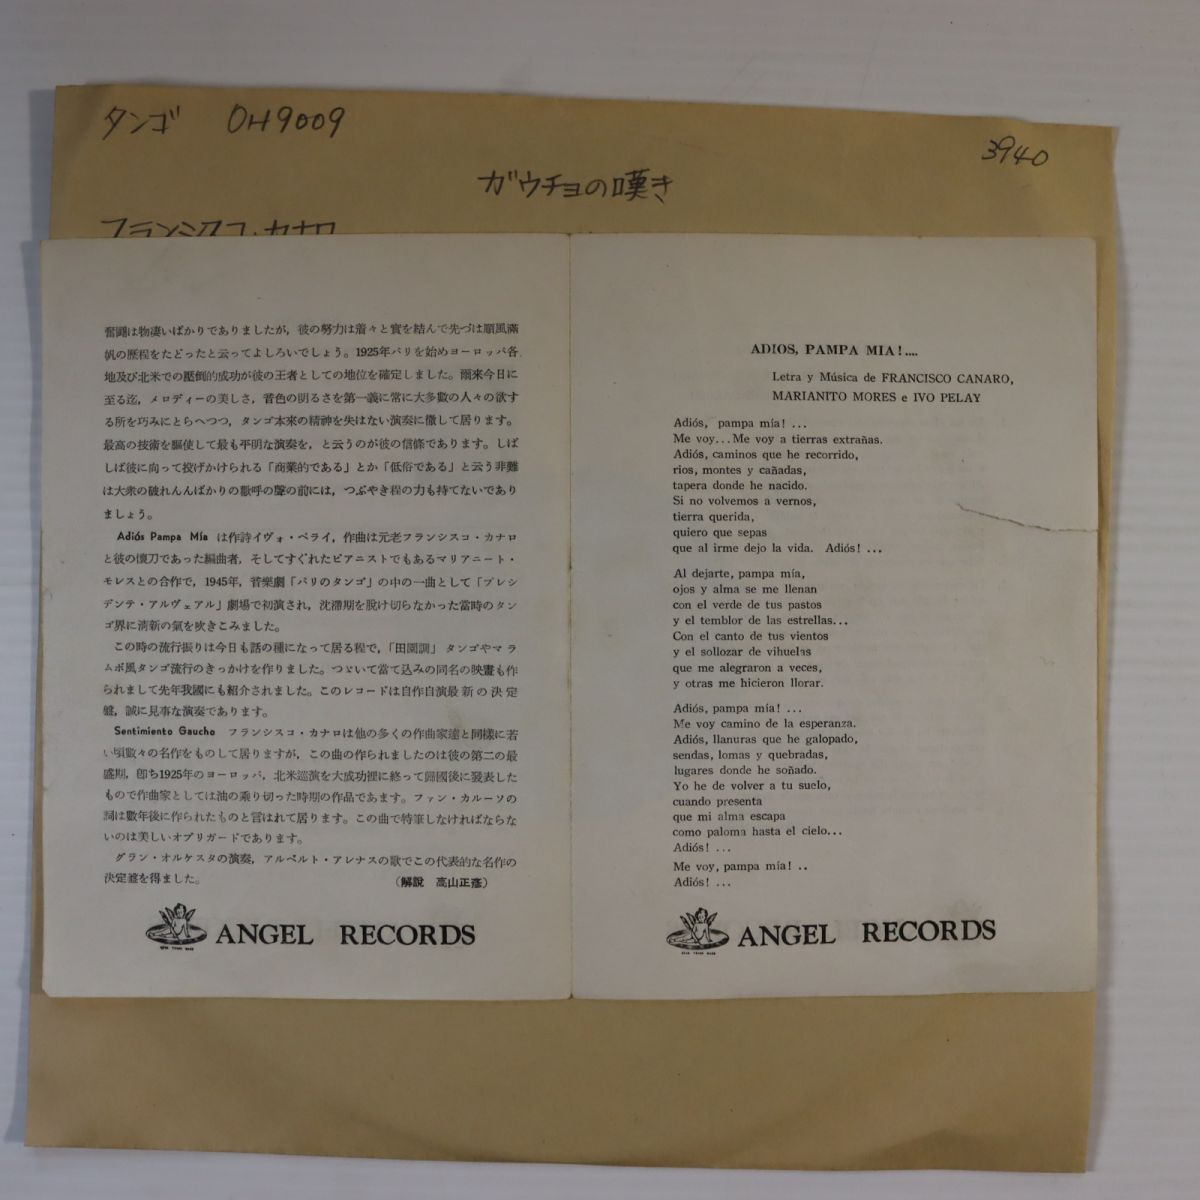 タンゴ OH9009
3940
ガウチョの嘆き
フランシスコ・カナロ
奮鬪は物凄いばかりでありましたが，彼の努力は着々と實を結んで先づは順風滿
帆の歴程をたどったと云ってよしろいでしょう。1925年パリを始めヨーロッパ各
地及び北米での壓倒的成功が彼の王者としての地位を確定しました。爾來今日に
至る迄，メロディーの美しさ，音色の明るさを第一義に常に大多數の人々の欲す
る所を巧みにとらへつつ，タンゴ本來の精神を失はない演奏に徹して居ります。
最高の技術を驅使して最も平明な演奏を，と云うのが彼の信條であります。しば
しば彼に向って投げかけられる「商業的である」とか「低俗である」と云う非難
は大衆の破れんんばかりの歡呼の聲の前には，つぶやき程の力も持てないであり
ましょう。
Adiós Pampa Mía は作詩イヴォ・ペライ，作曲は元老フランシスコ・カナロ
と彼の懷刀であった編曲者，そしてすぐれたピアニストでもあるマリアニート・
モレスとの合作で，1945年，音樂劇「パリのタンゴ」の中の一曲として「プレシ
デンテ・アルヴェアル」劇場で初演され，沈滯期を脱け切らなかった當時のタン
ゴ界に淸新の氣を吹きこみました。
この時の流行振りは今日も話の種になって居る程で，「田園調」タンゴやマラ
ムボ風タンゴ流行のきっかけを作りました。つゞいて當て込みの同名の映畫も作
られまして先年我國にも紹介されました。このレコードは自作自演最新の決定
盤，誠に見事な演奏であります。
Sentimiento Gaucho フランシスコ・カナロは他の多くの作曲家達と同樣に若
い頃數々の名作をものして居りますが，この曲の作られましたのは彼の第二の最
盛期，卽ち1925年のヨーロッパ，北米巡演を大成功裡に終って歸國後に發表した
もので作曲家としては油の乘り切った時期の作品であます。ファン・カルーソの
詞は數年後に作られたものと言はれて居ります。この曲で特筆しなければならな
いのは美しいオブリガードであります。
グラン・オルケスタの演奏，アルベルト・アレナスの歌でこの代表的な名作の
決定盤を得ました。 （解說 高山正彦）
ANGEL RECORDS
ADIOS, PAMPA MIA!....
Letra y Música de FRANCISCO CANARO,
MARIANITO MORES e IVO PELAY
Adiós, pampa mía! ...
Me voy... Me voy a tierras extrañas.
Adiós, caminos que he recorrido,
rios, montes y cañadas,
tapera donde he nacido.
Si no volvemos a vernos,
tierra querida,
quiero que sepas
que al irme dejo la vida. Adiós! ...
Al dejarte, pampa mía,
ojos y alma se me llenan
con el verde de tus pastos
y el temblor de las estrellas...
Con el canto de tus vientos
y el sollozar de vihuelas
que me alegraron a veces,
y otras me hicieron llorar.
Adiós, pampa mía! ...
Me voy camino de la esperanza.
Adiós, llanuras que he galopado,
sendas, lomas y quebradas,
lugares donde he soñado.
Yo he de volver a tu suelo,
cuando presenta
que mi alma escapa
como paloma hasta el cielo...
Adiós! ...
Me voy, pampa mía! ..
Adiós! ...
ANGEL RECORDS